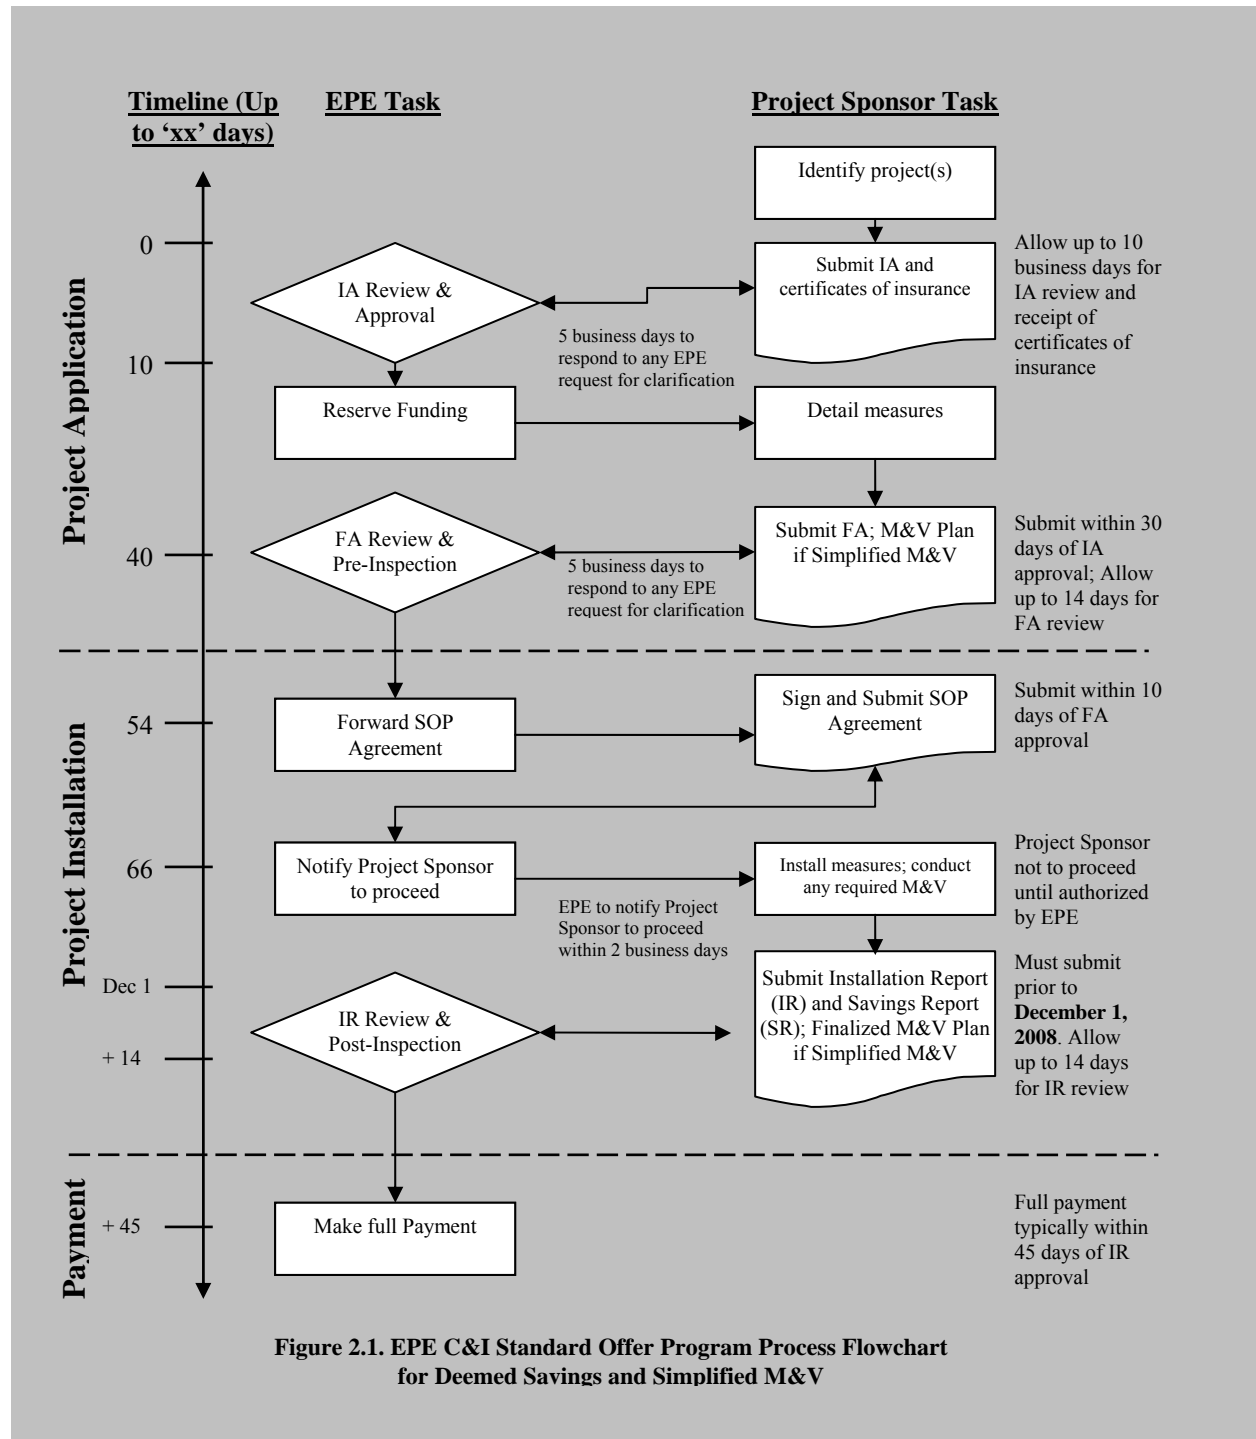 Timeline (Up
to ‘xx’ days)
EPE Task
Project Sponsor Task
Identify project(s)
Project Application
0
IA Review &
Approval
Submit IA and
certificates of insurance
Allow up to 10
business days for
IA review and
receipt of
certificates of
insurance
5 business days to
respond to any EPE
request for clarification
10
Reserve Funding
Detail measures
40
FA Review &
Pre-Inspection
5 business days to
respond to any EPE
request for clarification
Submit FA; M&V Plan
if Simplified M&V
Submit within 30
days of IA
approval; Allow
up to 14 days for
FA review
Project Installation
54
Forward SOP
Agreement
Sign and Submit SOP
Agreement
Submit within 10
days of FA
approval
66
Notify Project Sponsor
to proceed
EPE to notify Project
Sponsor to proceed
within 2 business days
Install measures; conduct
any required M&V
Project Sponsor
not to proceed
until authorized
by EPE
Dec 1
+ 14
IR Review &
Post-Inspection
Submit Installation Report
(IR) and Savings Report
(SR); Finalized M&V Plan
if Simplified M&V
Must submit
prior to
December 1,
2008. Allow
up to 14 days
for IR review
Payment
+ 45
Make full Payment
Full payment
typically within
45 days of IR
approval
Figure 2.1. EPE C&I Standard Offer Program Process Flowchart
for Deemed Savings and Simplified M&V